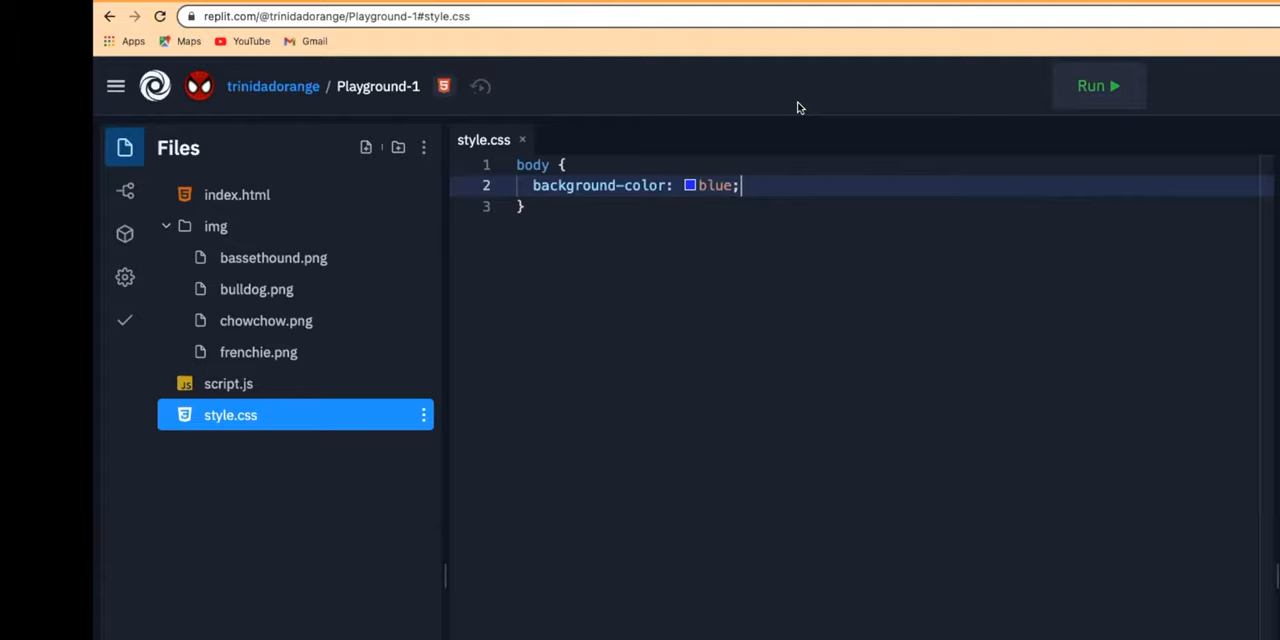 replit.com/@trinidadorange/Playground-1#style.css
Apps Maps YouTube Gmail
trinidadorange / Playground-1
Run
Files
style.css ×
index.html
img
bassethound.png
bulldog.png
chowchow.png
frenchie.png
JS script.js
style.css
1 body {
2 background-color: blue;
3 }